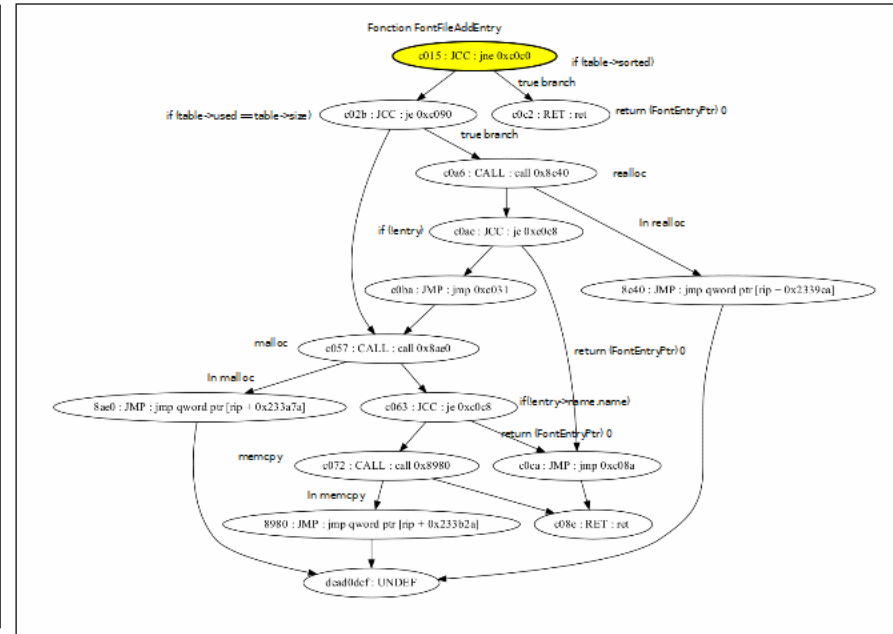 Fonction FontFileAddEntry
c015 : JCC : jne 0xc0c0
if (table->sorted)
true branch
if (table->used ==table->size)
c02b : JCC : je 0xc090
c0c2 : RET : ret
return (FontEntryPtr) 0
true branch
c0a6 : CALL : call 0x8c40
realloc
In realloc
if (!entry)
c0ac : JCC : je 0xc0c8
c0ba : JMP : jmp 0xc031
8c40 : JMP : jmp qword ptr [rip − 0x2339ca]
malloc
c057 : CALL : call 0x8ae0
return (FontEntryPtr) 0
In malloc
8ae0 : JMP : jmp qword ptr [rip + 0x233a7a]
c063 : JCC : je 0xc0c8
if(!entry->name.name)
return (FontEntryPtr) 0
memcpy
c072 : CALL : call 0x8980
c0ca : JMP : jmp 0xc08a
In memcpy
8980 : JMP : jmp qword ptr [rip + 0x233b2a]
c08e : RET : ret
dead0def : UNDEF